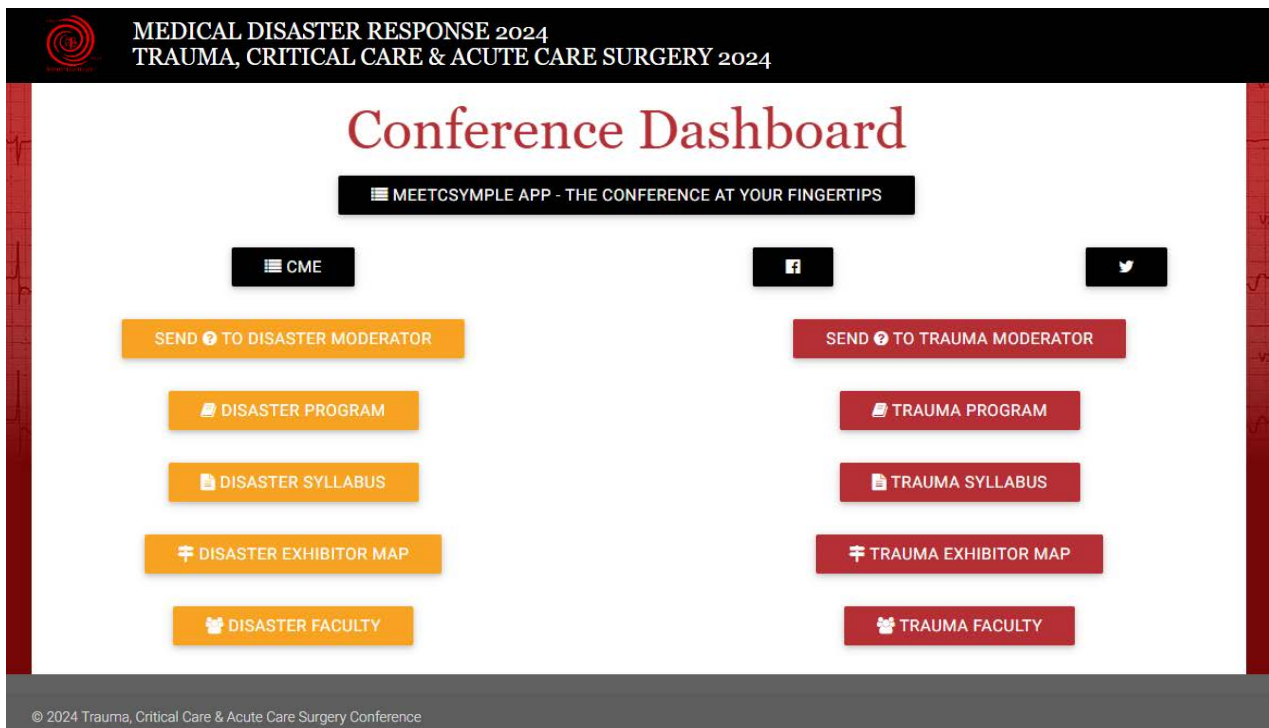 MEDICAL DISASTER RESPONSE 2024
TRAUMA, CRITICAL CARE & ACUTE CARE SURGERY 2024
Conference Dashboard
MEETCSYMPLE APP - THE CONFERENCE AT YOUR FINGERTIPS
CME
SEND ? TO DISASTER MODERATOR
SEND ? TO TRAUMA MODERATOR
DISASTER PROGRAM
TRAUMA PROGRAM
DISASTER SYLLABUS
TRAUMA SYLLABUS
DISASTER EXHIBITOR MAP
TRAUMA EXHIBITOR MAP
DISASTER FACULTY
TRAUMA FACULTY
© 2024 Trauma, Critical Care & Acute Care Surgery Conference